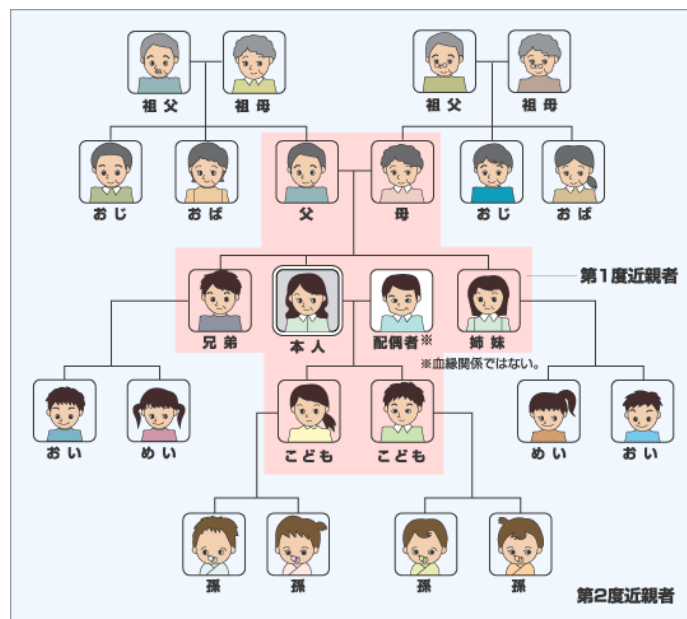 祖父
祖母
祖父
祖母
おじ
おば
父
母
おじ
おば
第1度近親者
兄弟
本人
配偶者※
姉妹
※血縁関係ではない。
おい
めい
こども
こども
めい
おい
孫
孫
孫
孫
第2度近親者